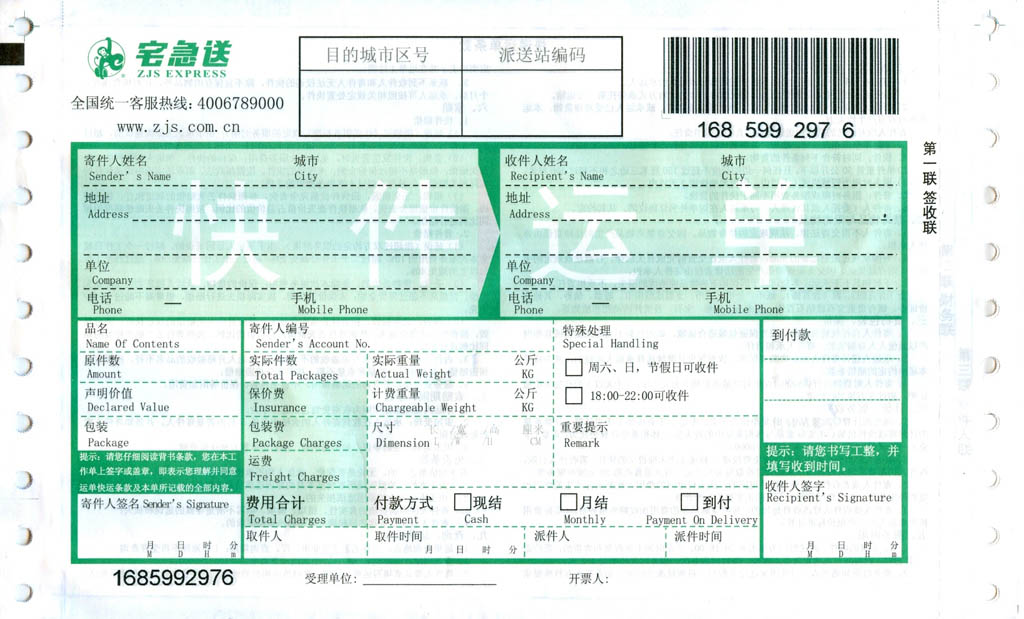 宅急送
ZJS EXPRESS
全国统一客服热线: 4006789000
www.zjs.com.cn
目的城市区号 派送站编码
168 599 297 6
第一联 签收联
快件运单
寄件人姓名 城市 收件人姓名 城市
Sender's Name City Recipient's Name City
地址 地址
Address Address
单位 单位
Company Company
电话 手机 电话 手机
Phone Mobile Phone Phone Mobile Phone
品名 寄件人编号 特殊处理 到付款
Name Of Contents Sender's Account No. Special Handling
原件数 实际件数 实际重量 公斤 周六、日，节假日可收件
Amount Total Packages Actual Weight KG
声明价值 保价费 计费重量 公斤 18:00-22:00可收件
Declared Value Insurance Chargeable Weight KG
包装 包装费 尺寸 长 /宽 /高 厘米 重要提示
Package Package Charges Dimension L /W /H CM Remark
提示: 请您仔细阅读背书条款，您在本工
作单上签字或盖章，即表示您理解并同意
运单快运条款及本单所记载的全部内容。
运费
Freight Charges
提示: 请您书写工整，并
填写收到时间。
寄件人签名 Sender's Signature 费用合计 付款方式 现结 月结 到付 收件人签字
Total Charges Payment Cash Monthly Payment On Delivery Recipient's Signature
取件人 取件时间 派件人 派件时间
月 日 时 分 月 日 时 分 月 日 时 分
M D H m M D H m
1685992976 受理单位: 开票人: